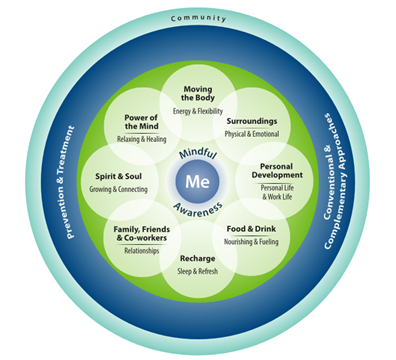 Community
Prevention & Treatment
Conventional &
Complementary Approaches
Moving
the Body
Energy & Flexibility
Surroundings
Physical & Emotional
Personal
Development
Personal Life
& Work Life
Food & Drink
Nourishing & Fueling
Recharge
Sleep & Refresh
Family, Friends
& Co-workers
Relationships
Spirit & Soul
Growing & Connecting
Power of
the Mind
Relaxing & Healing
Mindful
Me
Awareness